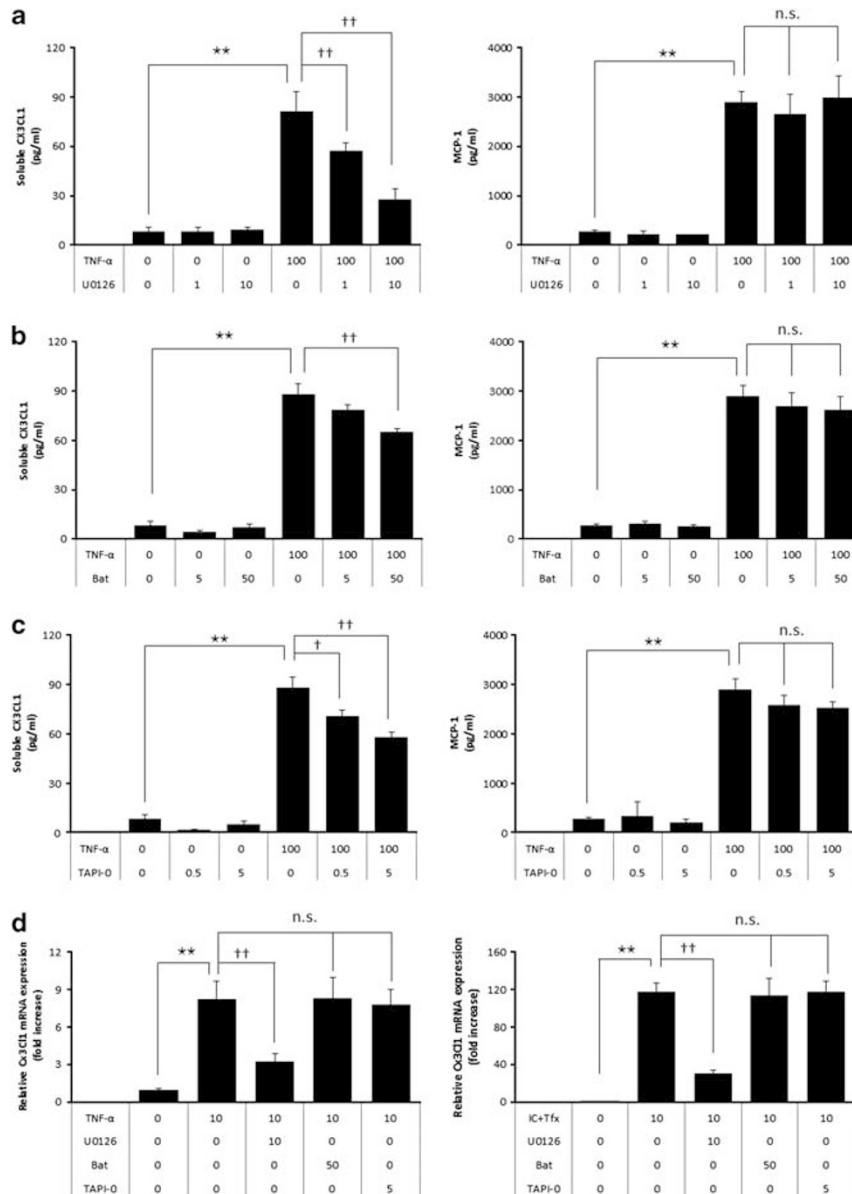 a
** †† †† 
Soluble CX3CL1
(pg/ml)
120
90
60
30
0
TNF-α 0 0 0 100 100 100
U0126 0 1 10 0 1 10
n.s.
**
MCP-1
(pg/ml)
4000
3000
2000
1000
0
TNF-α 0 0 0 100 100 100
U0126 0 1 10 0 1 10
b
** ††
Soluble CX3CL1
(pg/ml)
120
90
60
30
0
TNF-α 0 0 0 100 100 100
Bat 0 5 50 0 5 50
n.s.
**
MCP-1
(pg/ml)
4000
3000
2000
1000
0
TNF-α 0 0 0 100 100 100
Bat 0 5 50 0 5 50
c
††
** †
Soluble CX3CL1
(pg/ml)
120
90
60
30
0
TNF-α 0 0 0 100 100 100
TAPI-0 0 0.5 5 0 0.5 5
n.s.
**
MCP-1
(pg/ml)
4000
3000
2000
1000
0
TNF-α 0 0 0 100 100 100
TAPI-0 0 0.5 5 0 0.5 5
d
n.s.
** ††
Relative Cx3Cl1 mRNA expression
(fold increase)
12
9
6
3
0
TNF-α 0 10 10 10 10
U0126 0 0 10 0 0
Bat 0 0 0 50 0
TAPI-0 0 0 0 0 5
n.s.
** ††
Relative Cx3Cl1 mRNA expression
(fold increase)
160
120
80
40
0
IC+Tfx 0 10 10 10 10
U0126 0 0 10 0 0
Bat 0 0 0 50 0
TAPI-0 0 0 0 0 5